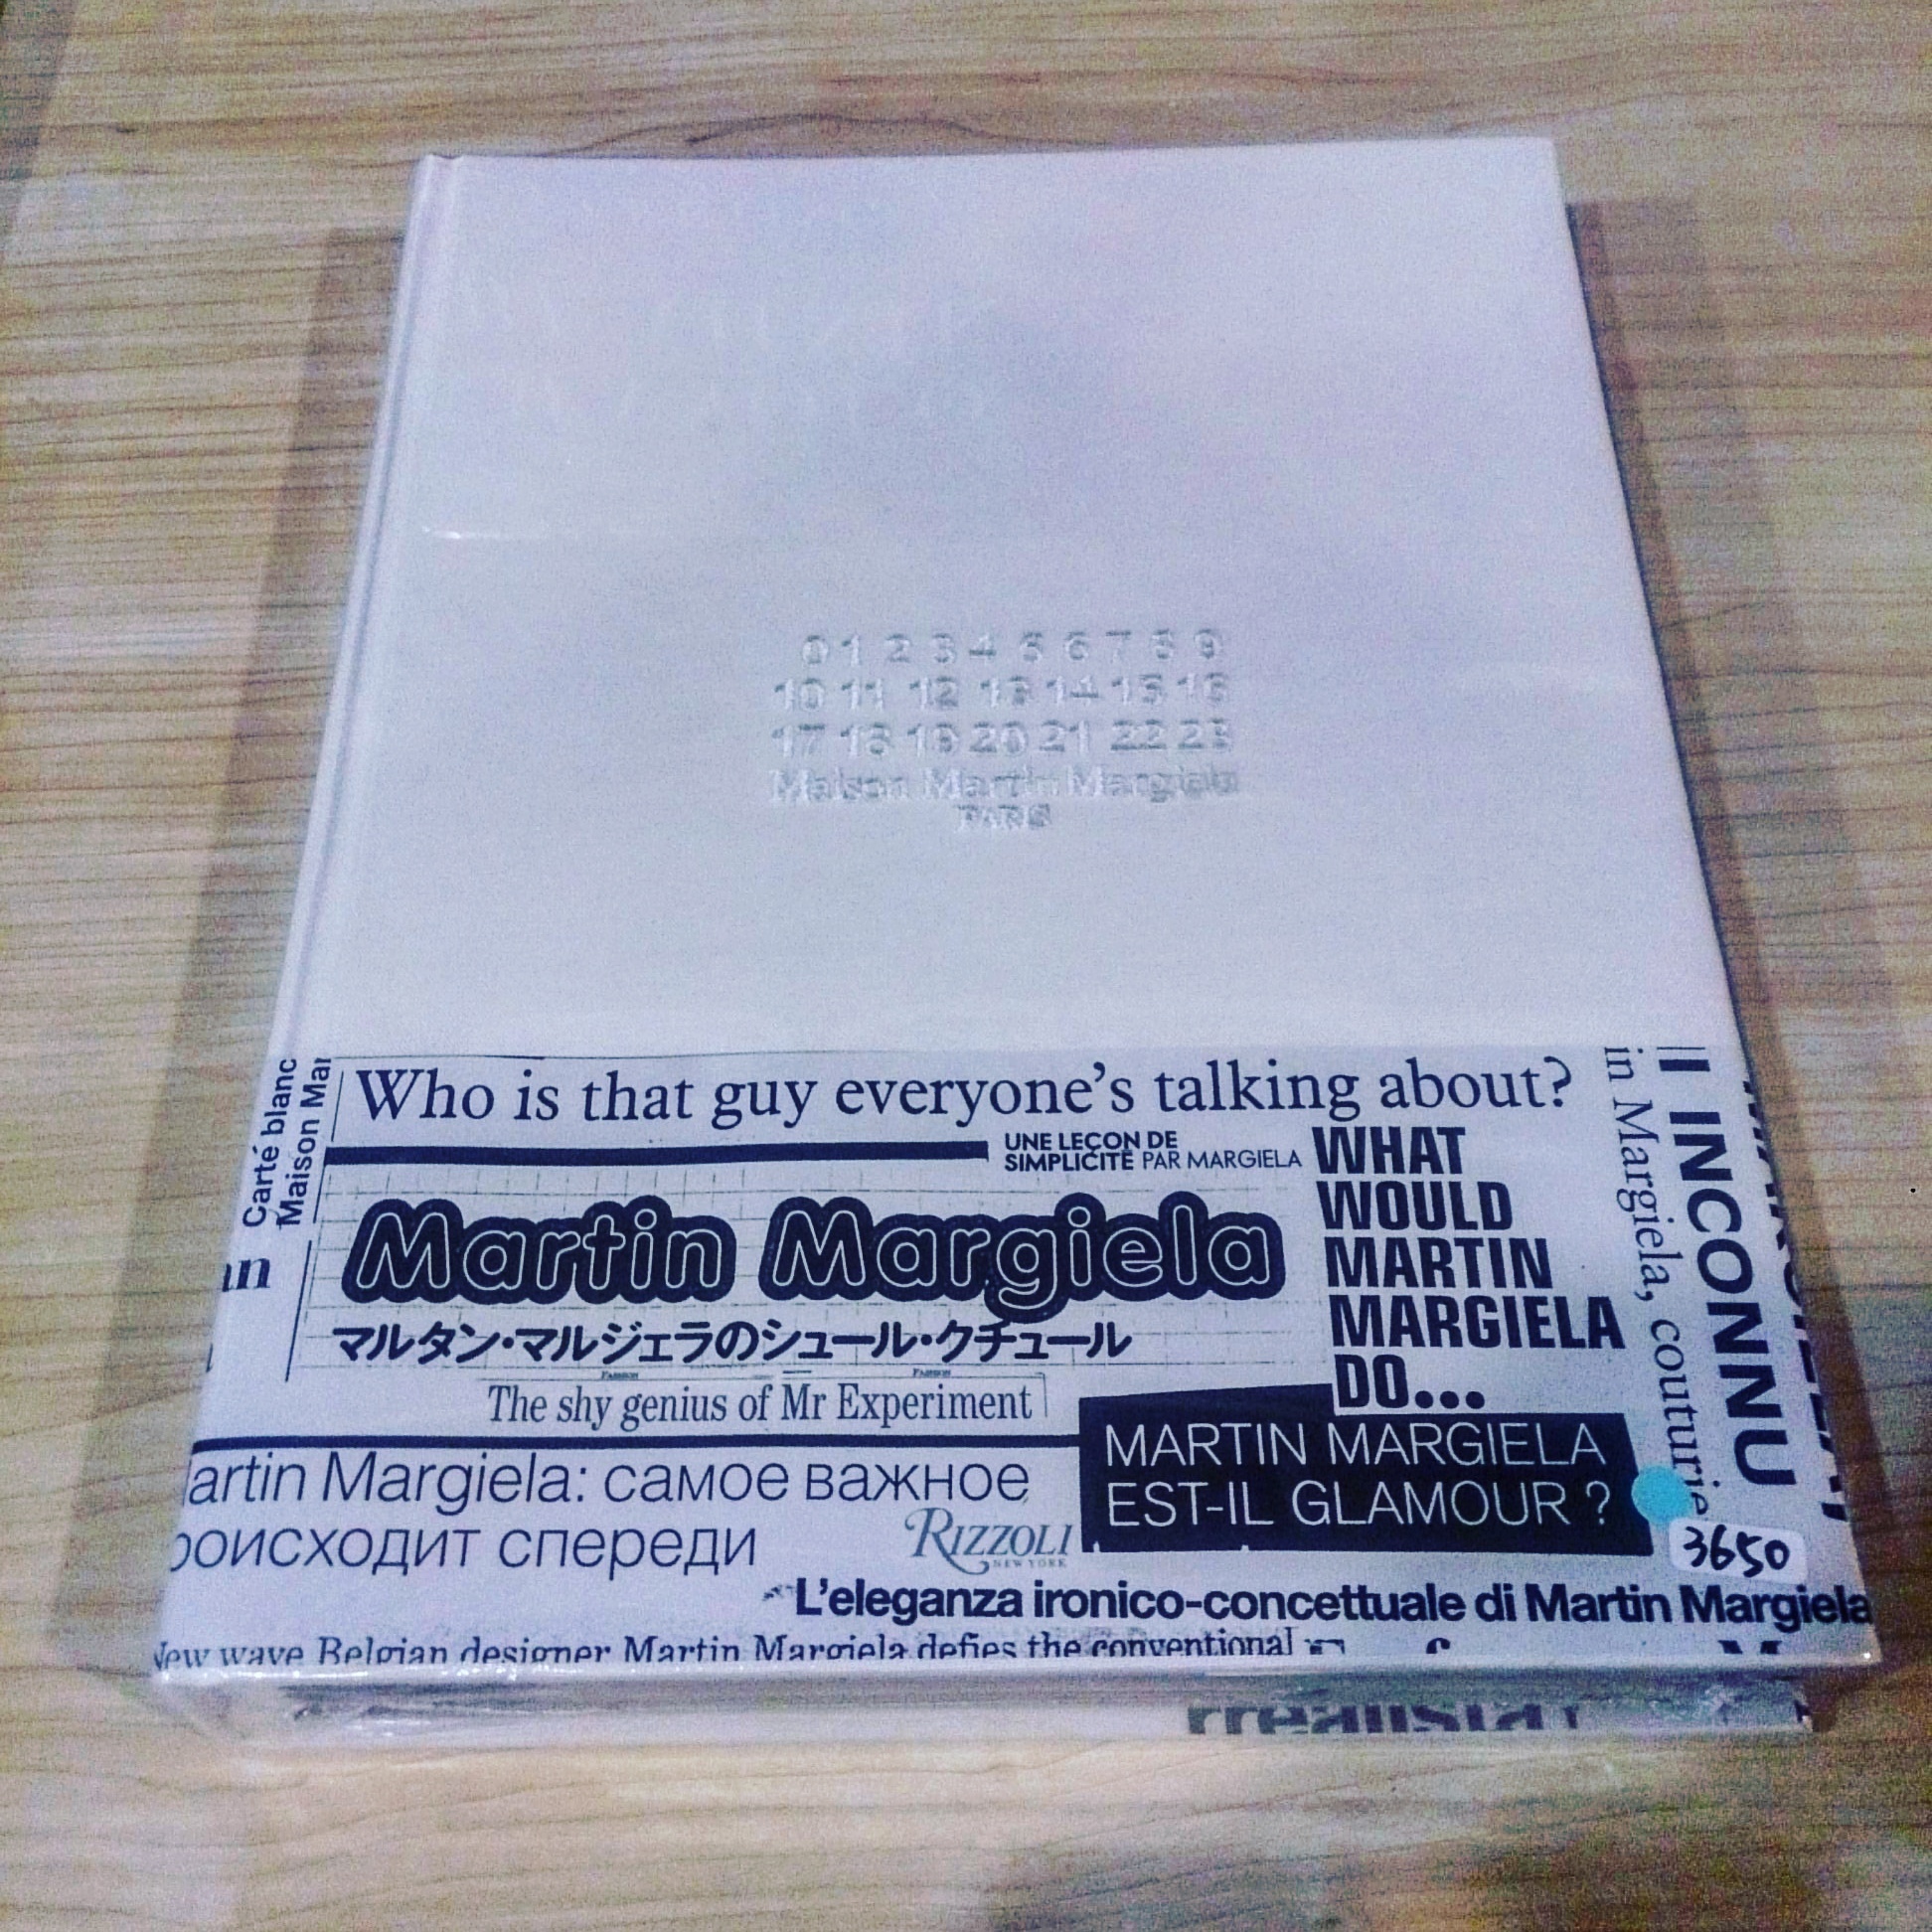 0 1 2 3 4 5 6 7 8 9
10 11 12 13 14 15 16
17 18 19 20 21 22 23
Maison Martin Margiela
PARIS
Carté blanc
Maison Mar
an
Who is that guy everyone's talking about?
UNE LEÇON DE
SIMPLICITÉ PAR MARGIELA
Martin Margiela
マルタン・マルジェラのシュール・クチュール
FASHION FASHION
The shy genius of Mr Experiment
WHAT
WOULD
MARTIN
MARGIELA
DO...
in Margiela, couturie
INCONNU
MARTIN MARGIELA
EST-IL GLAMOUR ?
artin Margiela: самое важное
роисходит спереди
RIZZOLI
NEW YORK
3650
L'eleganza ironico-concettuale di Martin Margiela
New wave Belgian designer Martin Margiela defies the conventional